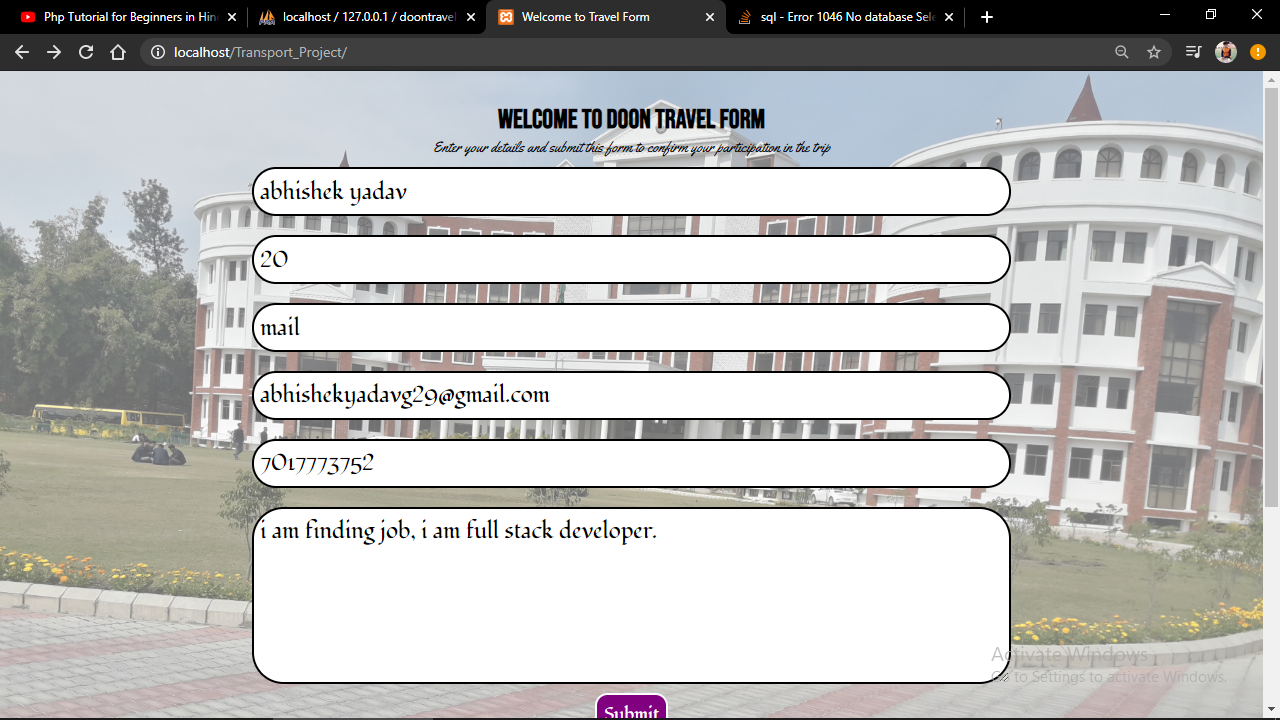 Php Tutorial for Beginners in Hin
localhost / 127.0.0.1 / doontravel
Welcome to Travel Form
sql - Error 1046 No database Sele
localhost/Transport_Project/
WELCOME TO DOON TRAVEL FORM
Enter your details and submit this form to confirm your participation in the trip
abhishek yadav
20
mail
abhishekyadavg29@gmail.com
7017773752
i am finding job, i am full stack developer.
Activate Windows
Go to Settings to activate Windows.
Submit